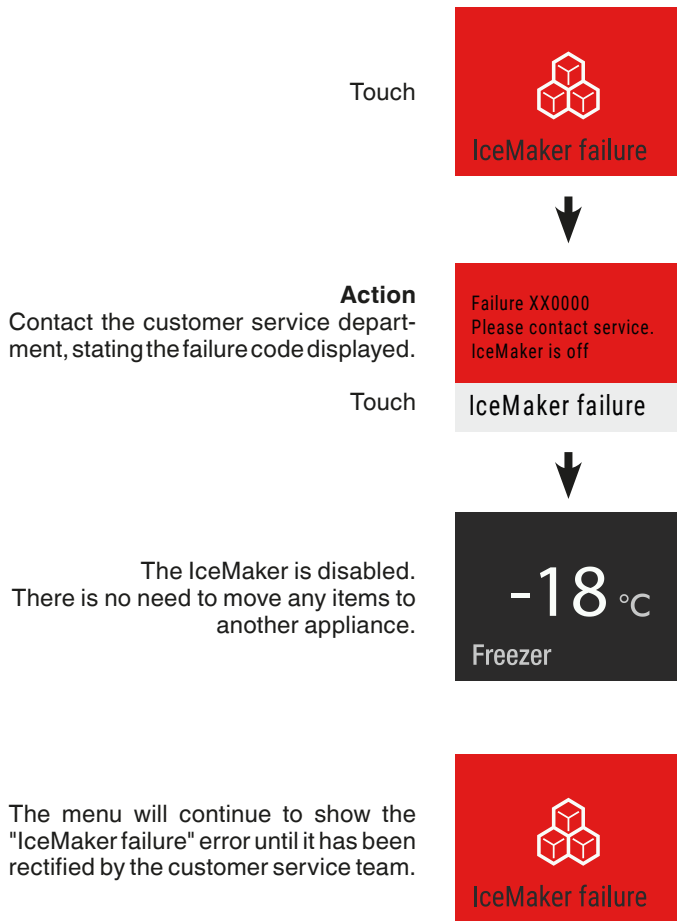 Touch
IceMaker failure
Action
Contact the customer service depart-
ment, stating the failure code displayed.
Failure XX0000
Please contact service.
IceMaker is off
Touch
IceMaker failure
The IceMaker is disabled.
There is no need to move any items to
another appliance.
-18 °C
Freezer
The menu will continue to show the
"IceMaker failure" error until it has been
rectified by the customer service team.
IceMaker failure